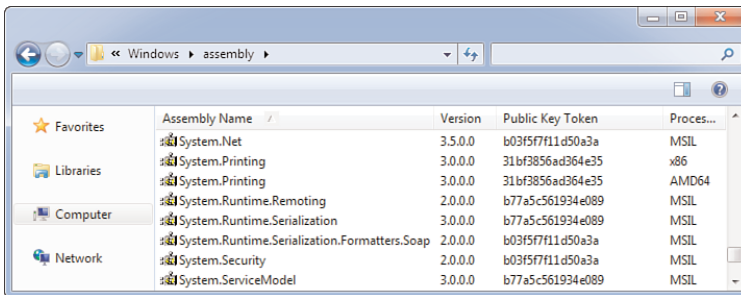 « Windows ▸ assembly ▸
Assembly Name Version Public Key Token Proces...
Favorites
System.Net 3.5.0.0 b03f5f7f11d50a3a MSIL
System.Printing 3.0.0.0 31bf3856ad364e35 x86
Libraries
System.Printing 3.0.0.0 31bf3856ad364e35 AMD64
System.Runtime.Remoting 2.0.0.0 b77a5c561934e089 MSIL
Computer
System.Runtime.Serialization 3.0.0.0 b77a5c561934e089 MSIL
System.Runtime.Serialization.Formatters.Soap 2.0.0.0 b03f5f7f11d50a3a MSIL
Network
System.Security 2.0.0.0 b03f5f7f11d50a3a MSIL
System.ServiceModel 3.0.0.0 b77a5c561934e089 MSIL